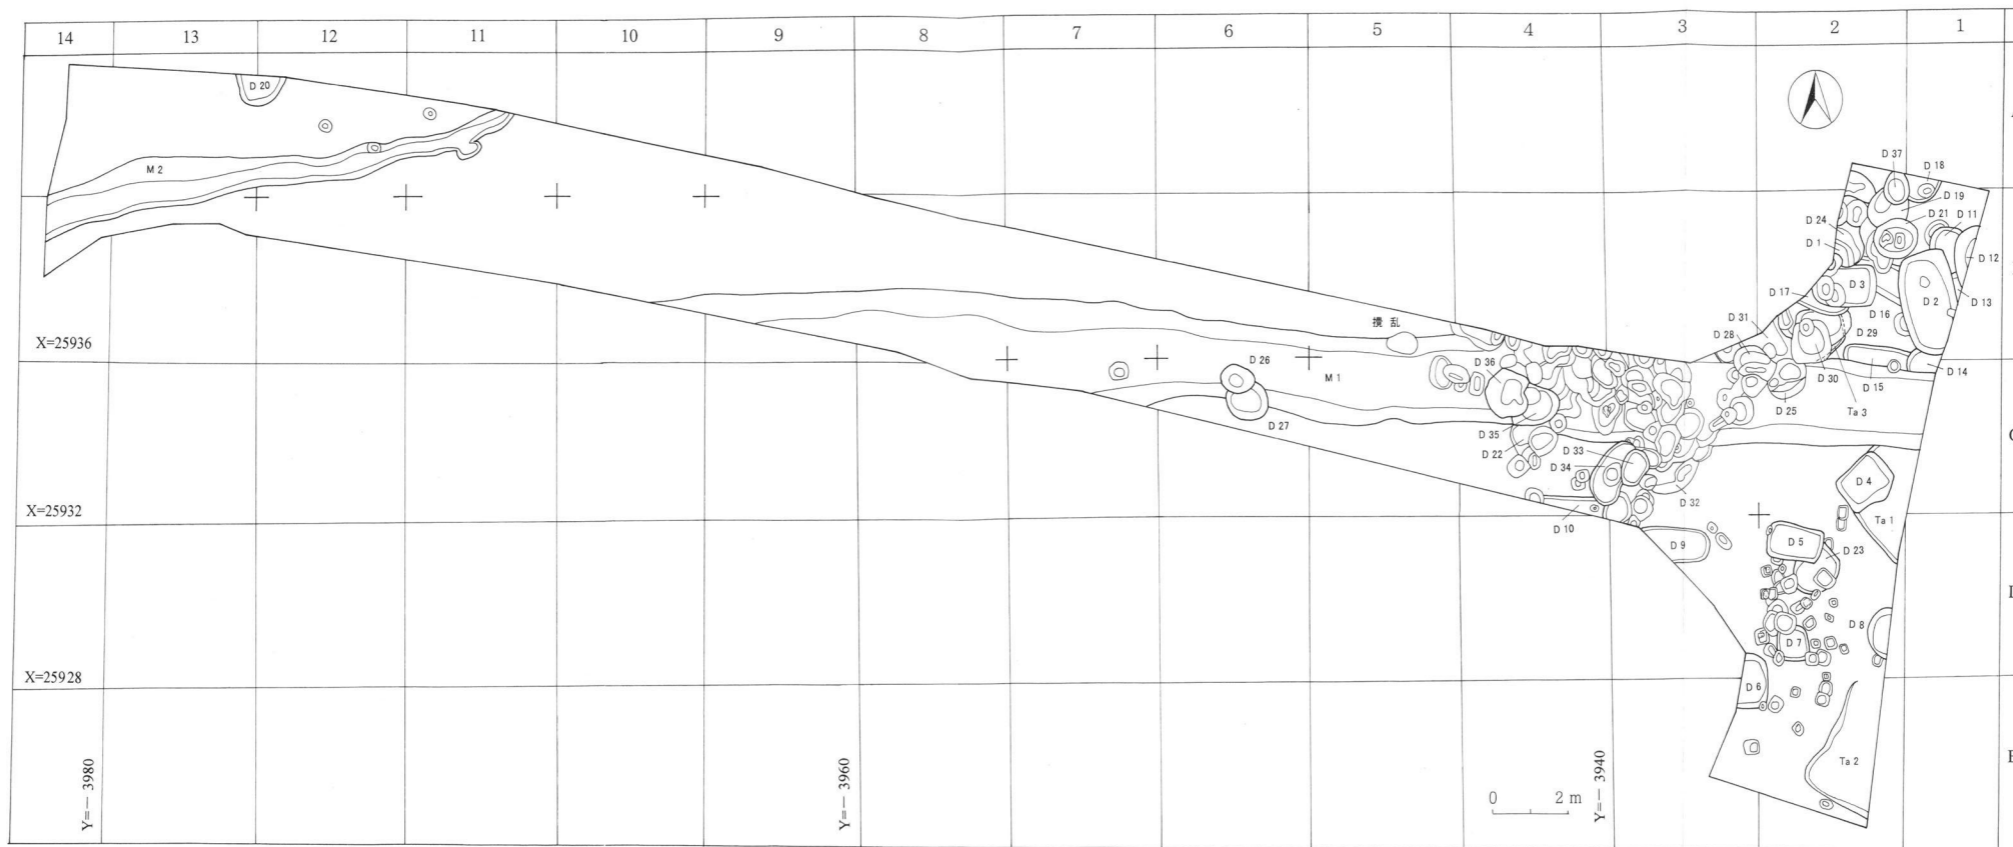 14 13 12 11 10 9 8 7 6 5 4 3 2 1
D 20
M 2
D 37
D 18
D 19
D 24
D 21
D 11
D 1
D 12
D 3
D 17
D 2
D 13
D 16
攪乱
D 31
D 28
D 29
X=25936
D 36
D 26
M 1
D 30
D 15
D 14
D 25
Ta 3
D 27
D 35
D 33
D 22
D 34
D 4
D 32
X=25932
D 10
Ta 1
D 9
D 5
D 23
D 8
D 7
X=25928
D 6
Ta 2
Y=－3980
Y=－3960
Y=－3940
0 2 m
C